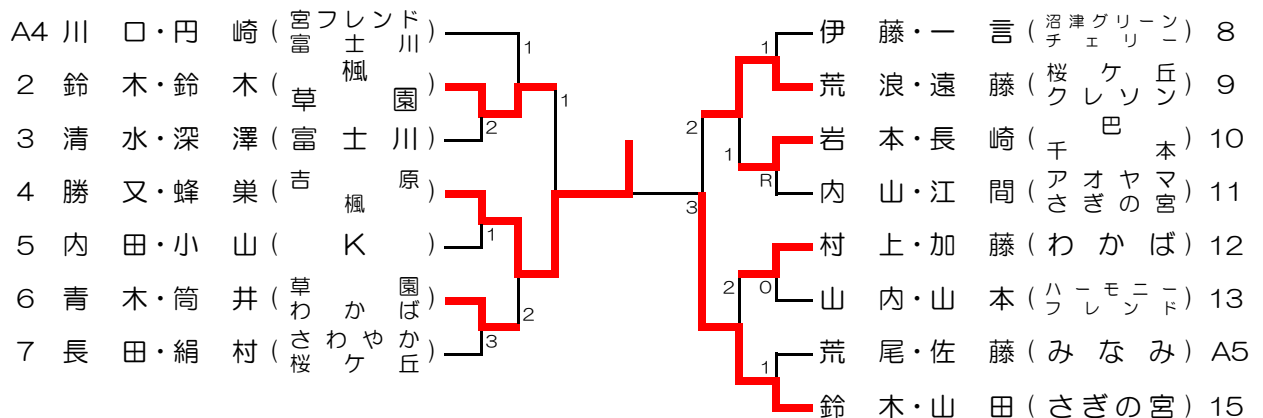 A4 川 口・円 崎 ( 宮フレンド 富士川 )
2 鈴 木・鈴 木 ( 楓 草園 )
3 清 水・深 澤 ( 富士川 )
4 勝 又・蜂 巣 ( 吉原 楓 )
5 内 田・小 山 ( K )
6 青 木・筒 井 ( 草園 わかば )
7 長 田・絹 村 ( さわやか 桜ケ丘 )
1
2
1
1
3
2
3
伊 藤・一 言 ( 沼津グリーン チェリー ) 8
荒 浪・遠 藤 ( 桜ケ丘 クレソン ) 9
岩 本・長 崎 ( 巴 千本 ) 10
内 山・江 間 ( アオヤマ さぎの宮 ) 11
村 上・加 藤 ( わかば ) 12
山 内・山 本 ( ハーモニー フレンド ) 13
荒 尾・佐 藤 ( みなみ ) A5
鈴 木・山 田 ( さぎの宮 ) 15
1
2
1
R
2
0
1